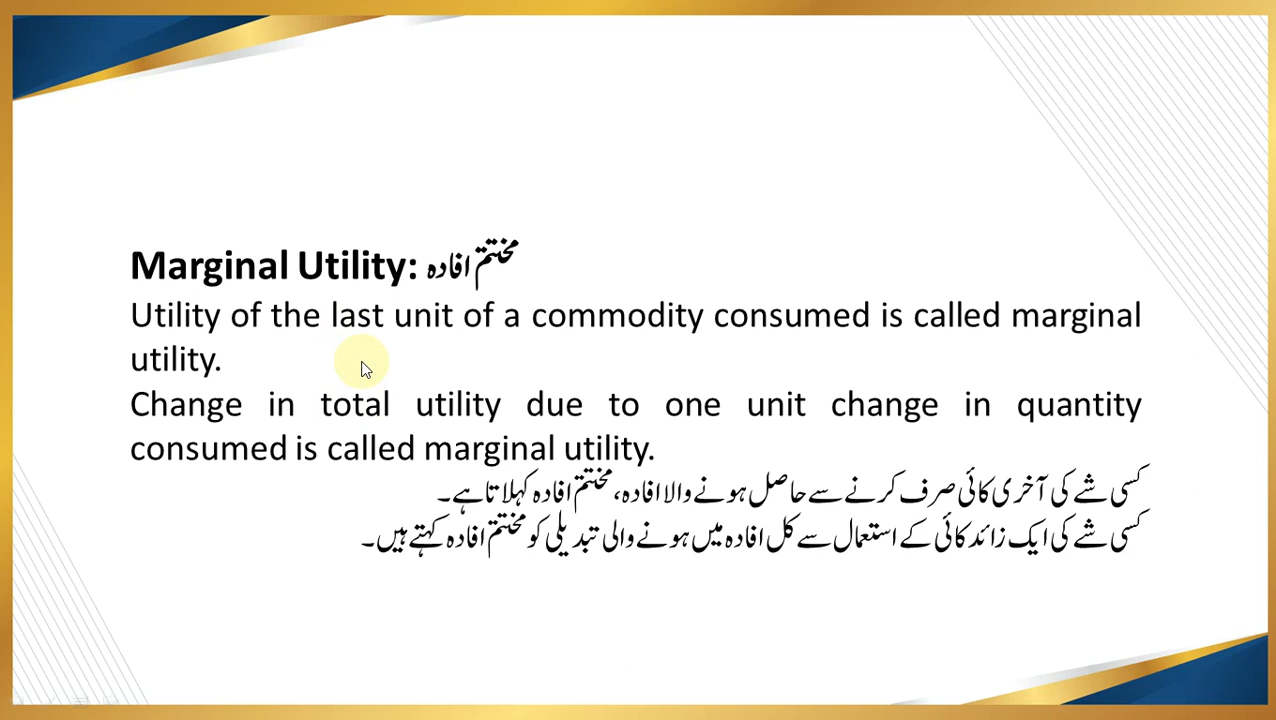 Marginal Utility: مختتم افادہ
Utility of the last unit of a commodity consumed is called marginal
utility.
Change in total utility due to one unit change in quantity
consumed is called marginal utility.
کسی شے کی آخری کائی صرف کرنے سے حاصل ہونے والا افادہ، مختتم افادہ کہلاتا ہے۔
کسی شے کی ایک زائد کائی کے استعمال سے کل افادہ میں ہونے والی تبدیلی کو مختتم افادہ کہتے ہیں۔